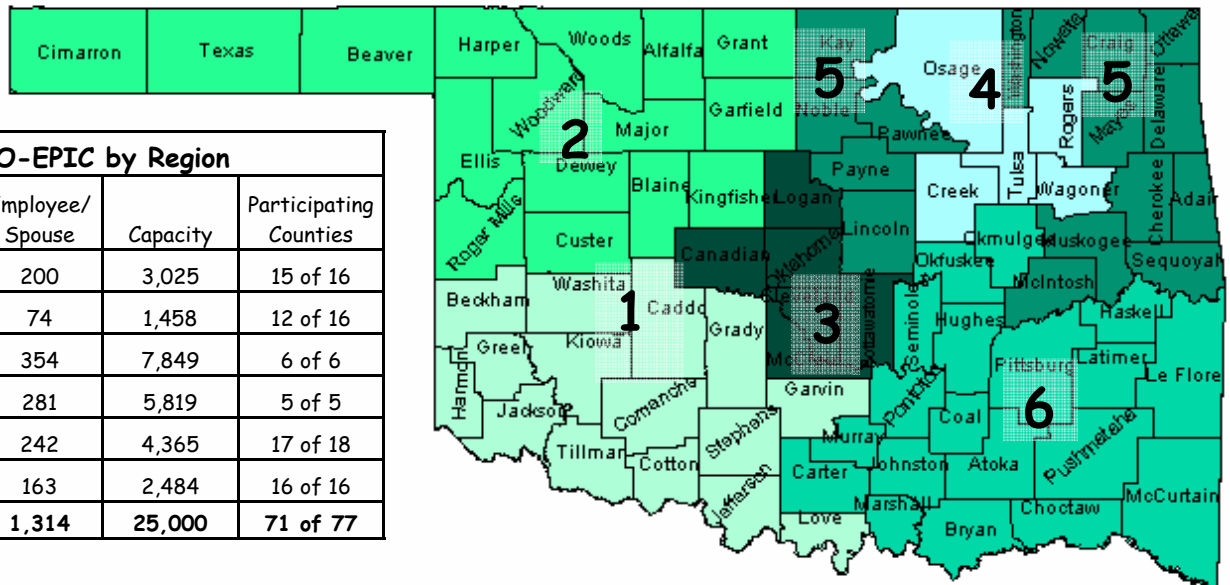 Cimarron
Texas
Beaver
Harper
Woods
Alfalfa
Grant
Kay
5
Osage
4
Washington
Nowata
Craig
5
Ottawa
Woodward
2
Major
Garfield
Noble
Pawnee
Rogers
Mayes
Delaware
Ellis
Dewey
Blaine
Kingfisher
Logan
Payne
Creek
Tulsa
Wagoner
Cherokee
Adair
Roger Mills
Custer
Canadian
Oklahoma
Lincoln
Okfuskee
Okmulgee
Muskogee
Sequoyah
McIntosh
Beckham
Washita
1
Caddo
Grady
3
Pottawatomie
Seminole
Hughes
Haskell
Greer
Kiowa
Pittsburg
Latimer
Le Flore
Harmon
Jackson
Comanche
Garvin
Pontotoc
Coal
6
Pushmataha
Stephens
Murray
Tillman
Cotton
Carter
Johnston
Atoka
McCurtain
Jefferson
Love
Marshall
Bryan
Choctaw
O-EPIC by Region
mployee/ Spouse
Capacity
Participating Counties
200 3,025 15 of 16
74 1,458 12 of 16
354 7,849 6 of 6
281 5,819 5 of 5
242 4,365 17 of 18
163 2,484 16 of 16
1,314 25,000 71 of 77